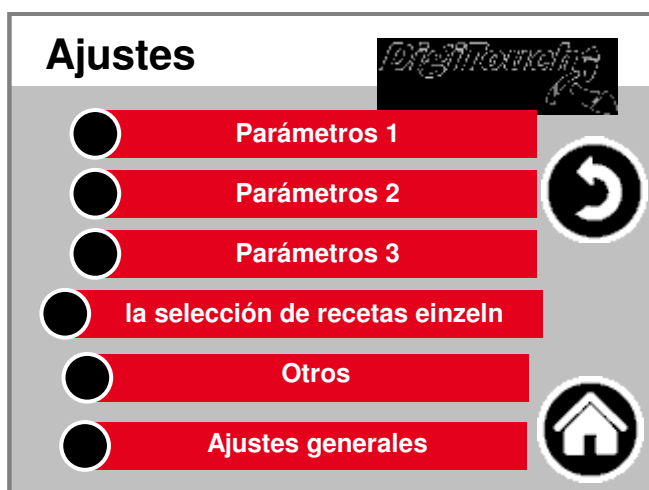 Ajustes
DigiTouch
Parámetros 1
Parámetros 2
Parámetros 3
la selección de recetas einzeln
Otros
Ajustes generales